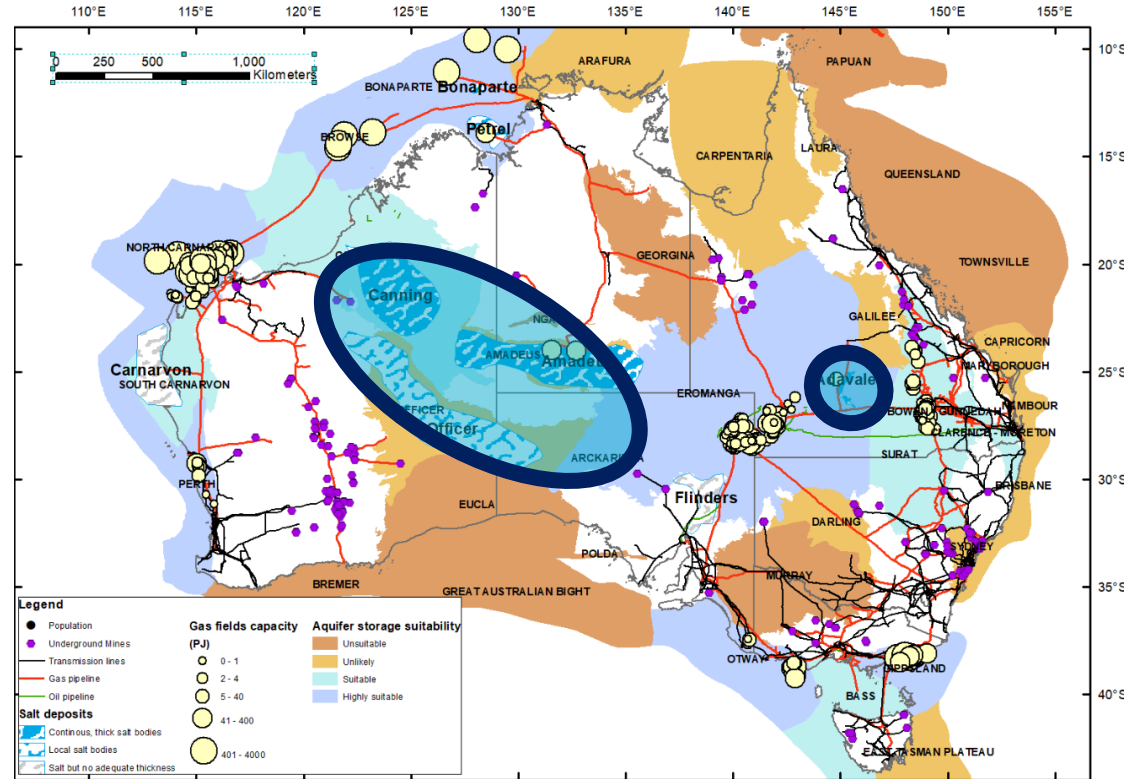 110°E 115°E 120°E 125°E 130°E 135°E 140°E 145°E 150°E 155°E
0 250 500 1,000
Kilometers
10°S
ARAFURA
PAPUAN
BONAPARTE Bonaparte
BROWSE
Petrel
LAURA
CARPENTARIA
15°S
QUEENSLAND
NORTH CARNARVON
GEORGINA
TOWNSVILLE
20°S
Canning
GALILEE
CAPRICORN
AMADEUS
MARYBOROUGH
Carnarvon
SOUTH CARNARVON
25°S
EROMANGA
Adavale
NAMBOUR
OFFICER
BOWEN GUNNEDAH
Officer
CLARENCE - MORETON
SURAT
PERTH
Flinders
BRISBANE
30°S
EUCLA
DARLING
POLDA
SYDNEY
BREMER
GREAT AUSTRALIAN BIGHT
MURRAY
35°S
OTWAY
GIPPSLAND
BASS
40°S
EAST TASMAN PLATEAU
Legend
Population
Underground Mines
Transmission lines
Gas pipeline
Oil pipeline
Salt deposits
Continous, thick salt bodies
Local salt bodies
Salt but no adequate thickness
Gas fields capacity
(PJ)
0 - 1
2 - 4
5 - 40
41 - 400
401 - 4000
Aquifer storage suitability
Unsuitable
Unlikely
Suitable
Highly suitable